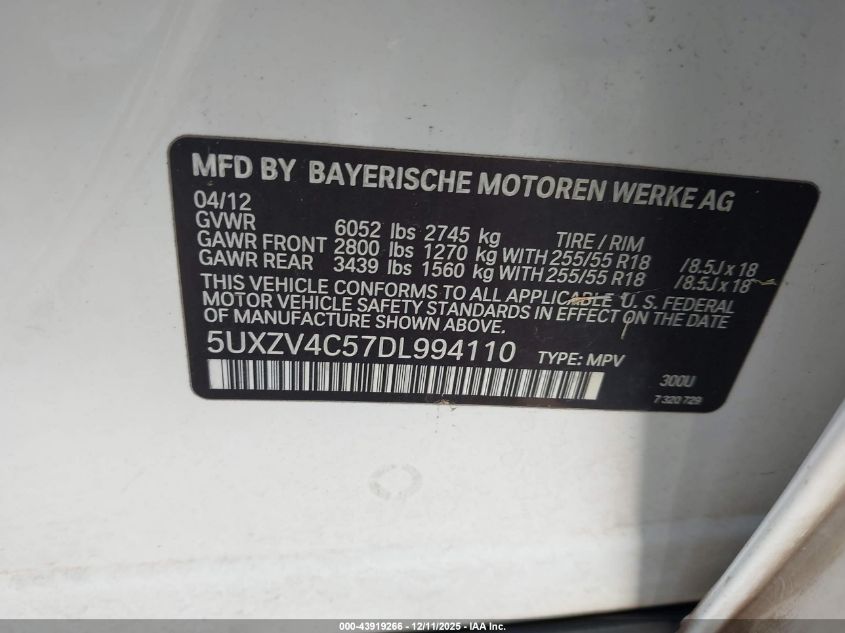 MFD BY BAYERISCHE MOTOREN WERKE AG
04/12
GVWR 6052 lbs 2745 kg TIRE / RIM
GAWR FRONT 2800 lbs 1270 kg WITH 255/55 R18 /8.5J x 18
GAWR REAR 3439 lbs 1560 kg WITH 255/55 R18 /8.5J x 18
THIS VEHICLE CONFORMS TO ALL APPLICABLE U.S. FEDERAL
MOTOR VEHICLE SAFETY STANDARDS IN EFFECT ON THE DATE
OF MANUFACTURE SHOWN ABOVE.
5UXZV4C57DL994110 TYPE: MPV
300U
7 320 729
000-43919266 - 12/11/2025 - IAA Inc.